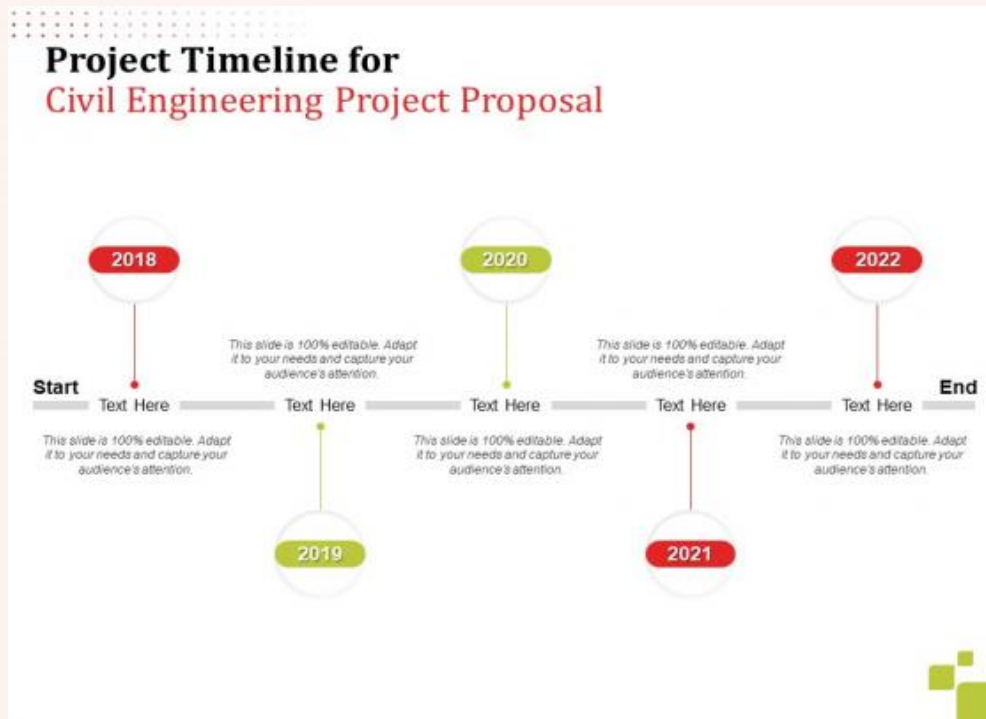 Project Timeline for
Civil Engineering Project Proposal
2018
2020
2022
This slide is 100% editable. Adapt
it to your needs and capture your
audience's attention.
This slide is 100% editable. Adapt
it to your needs and capture your
audience's attention.
Start
End
Text Here
Text Here
Text Here
Text Here
Text Here
This slide is 100% editable. Adapt
it to your needs and capture your
audience's attention.
This slide is 100% editable. Adapt
it to your needs and capture your
audience's attention.
This slide is 100% editable. Adapt
it to your needs and capture your
audience's attention.
2019
2021